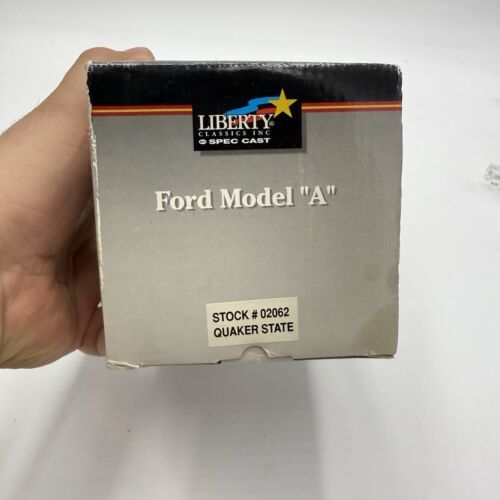 LIBERTY®
CLASSICS INC
SPEC CAST
Ford Model "A"
STOCK # 02062
QUAKER STATE